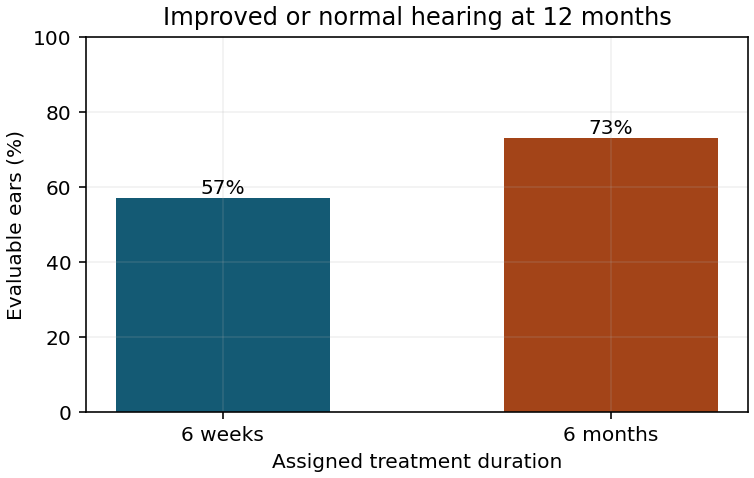 Improved or normal hearing at 12 months
Evaluable ears (%)
100
80
60
40
20
0
57%
73%
6 weeks
6 months
Assigned treatment duration